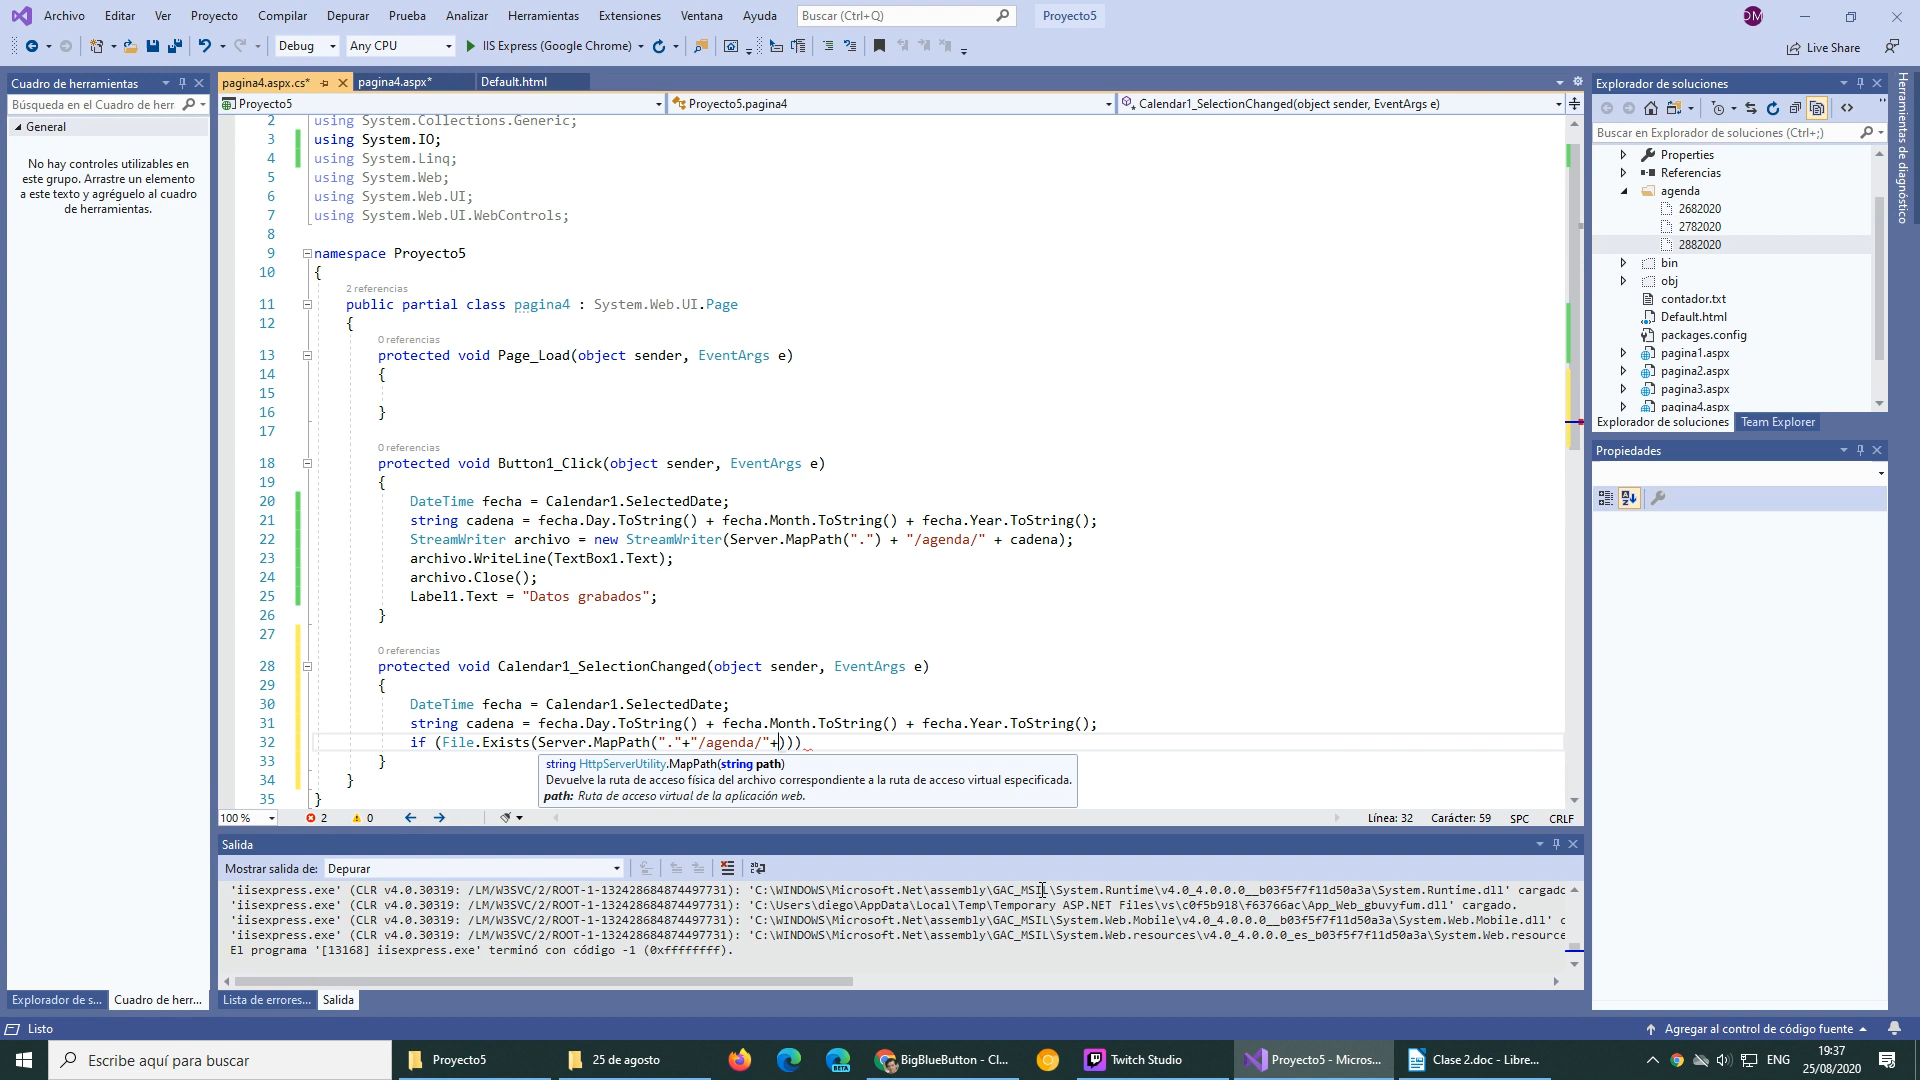 Archivo Editar Ver Proyecto Compilar Depurar Prueba Analizar Herramientas Extensiones Ventana Ayuda Buscar (Ctrl+Q) Proyecto5 DM
Debug Any CPU IIS Express (Google Chrome) Live Share
Cuadro de herramientas
Búsqueda en el Cuadro de herr
General
No hay controles utilizables en
este grupo. Arrastre un elemento
a este texto y agréguelo al cuadro
de herramientas.
pagina4.aspx.cs* pagina4.aspx* Default.html
Proyecto5 Proyecto5.pagina4 Calendar1_SelectionChanged(object sender, EventArgs e)
2 using System.Collections.Generic;
3 using System.IO;
4 using System.Linq;
5 using System.Web;
6 using System.Web.UI;
7 using System.Web.UI.WebControls;
8
9 namespace Proyecto5
10 {
2 referencias
11 public partial class pagina4 : System.Web.UI.Page
12 {
0 referencias
13 protected void Page_Load(object sender, EventArgs e)
14 {
15
16 }
17
0 referencias
18 protected void Button1_Click(object sender, EventArgs e)
19 {
20 DateTime fecha = Calendar1.SelectedDate;
21 string cadena = fecha.Day.ToString() + fecha.Month.ToString() + fecha.Year.ToString();
22 StreamWriter archivo = new StreamWriter(Server.MapPath(".") + "/agenda/" + cadena);
23 archivo.WriteLine(TextBox1.Text);
24 archivo.Close();
25 Label1.Text = "Datos grabados";
26 }
27
0 referencias
28 protected void Calendar1_SelectionChanged(object sender, EventArgs e)
29 {
30 DateTime fecha = Calendar1.SelectedDate;
31 string cadena = fecha.Day.ToString() + fecha.Month.ToString() + fecha.Year.ToString();
32 if (File.Exists(Server.MapPath("."+"/agenda/"+)))
33 }
34 }
35 }
string HttpServerUtility.MapPath(string path)
Devuelve la ruta de acceso física del archivo correspondiente a la ruta de acceso virtual especificada.
path: Ruta de acceso virtual de la aplicación web.
100 % 2 0 Línea: 32 Carácter: 59 SPC CRLF
Salida
Mostrar salida de: Depurar
'iisexpress.exe' (CLR v4.0.30319: /LM/W3SVC/2/ROOT-1-132428684874497731): 'C:\WINDOWS\Microsoft.Net\assembly\GAC_MSIL\System.Runtime\v4.0_4.0.0.0__b03f5f7f11d50a3a\System.Runtime.dll' cargado
'iisexpress.exe' (CLR v4.0.30319: /LM/W3SVC/2/ROOT-1-132428684874497731): 'C:\Users\diego\AppData\Local\Temp\Temporary ASP.NET Files\vs\c0f5b918\f63766ac\App_Web_gbuvyfum.dll' cargado.
'iisexpress.exe' (CLR v4.0.30319: /LM/W3SVC/2/ROOT-1-132428684874497731): 'C:\WINDOWS\Microsoft.Net\assembly\GAC_MSIL\System.Web.Mobile\v4.0_4.0.0.0__b03f5f7f11d50a3a\System.Web.Mobile.dll' c
'iisexpress.exe' (CLR v4.0.30319: /LM/W3SVC/2/ROOT-1-132428684874497731): 'C:\WINDOWS\Microsoft.Net\assembly\GAC_MSIL\System.Web.resources\v4.0_4.0.0.0_es_b03f5f7f11d50a3a\System.Web.resource
El programa '[13168] iisexpress.exe' terminó con código -1 (0xffffffff).
Explorador de s... Cuadro de herr... Lista de errores... Salida
Explorador de soluciones
Buscar en Explorador de soluciones (Ctrl+;)
Properties
Referencias
agenda
2682020
2782020
2882020
bin
obj
contador.txt
Default.html
packages.config
pagina1.aspx
pagina2.aspx
pagina3.aspx
pagina4.aspx
Explorador de soluciones Team Explorer
Propiedades
Herramientas de diagnóstico
Listo Agregar al control de código fuente
Escribe aquí para buscar Proyecto5 25 de agosto BETA BigBlueButton - Cl... Twitch Studio Proyecto5 - Micros... Clase 2.doc - Libre... ENG 19:37
25/08/2020